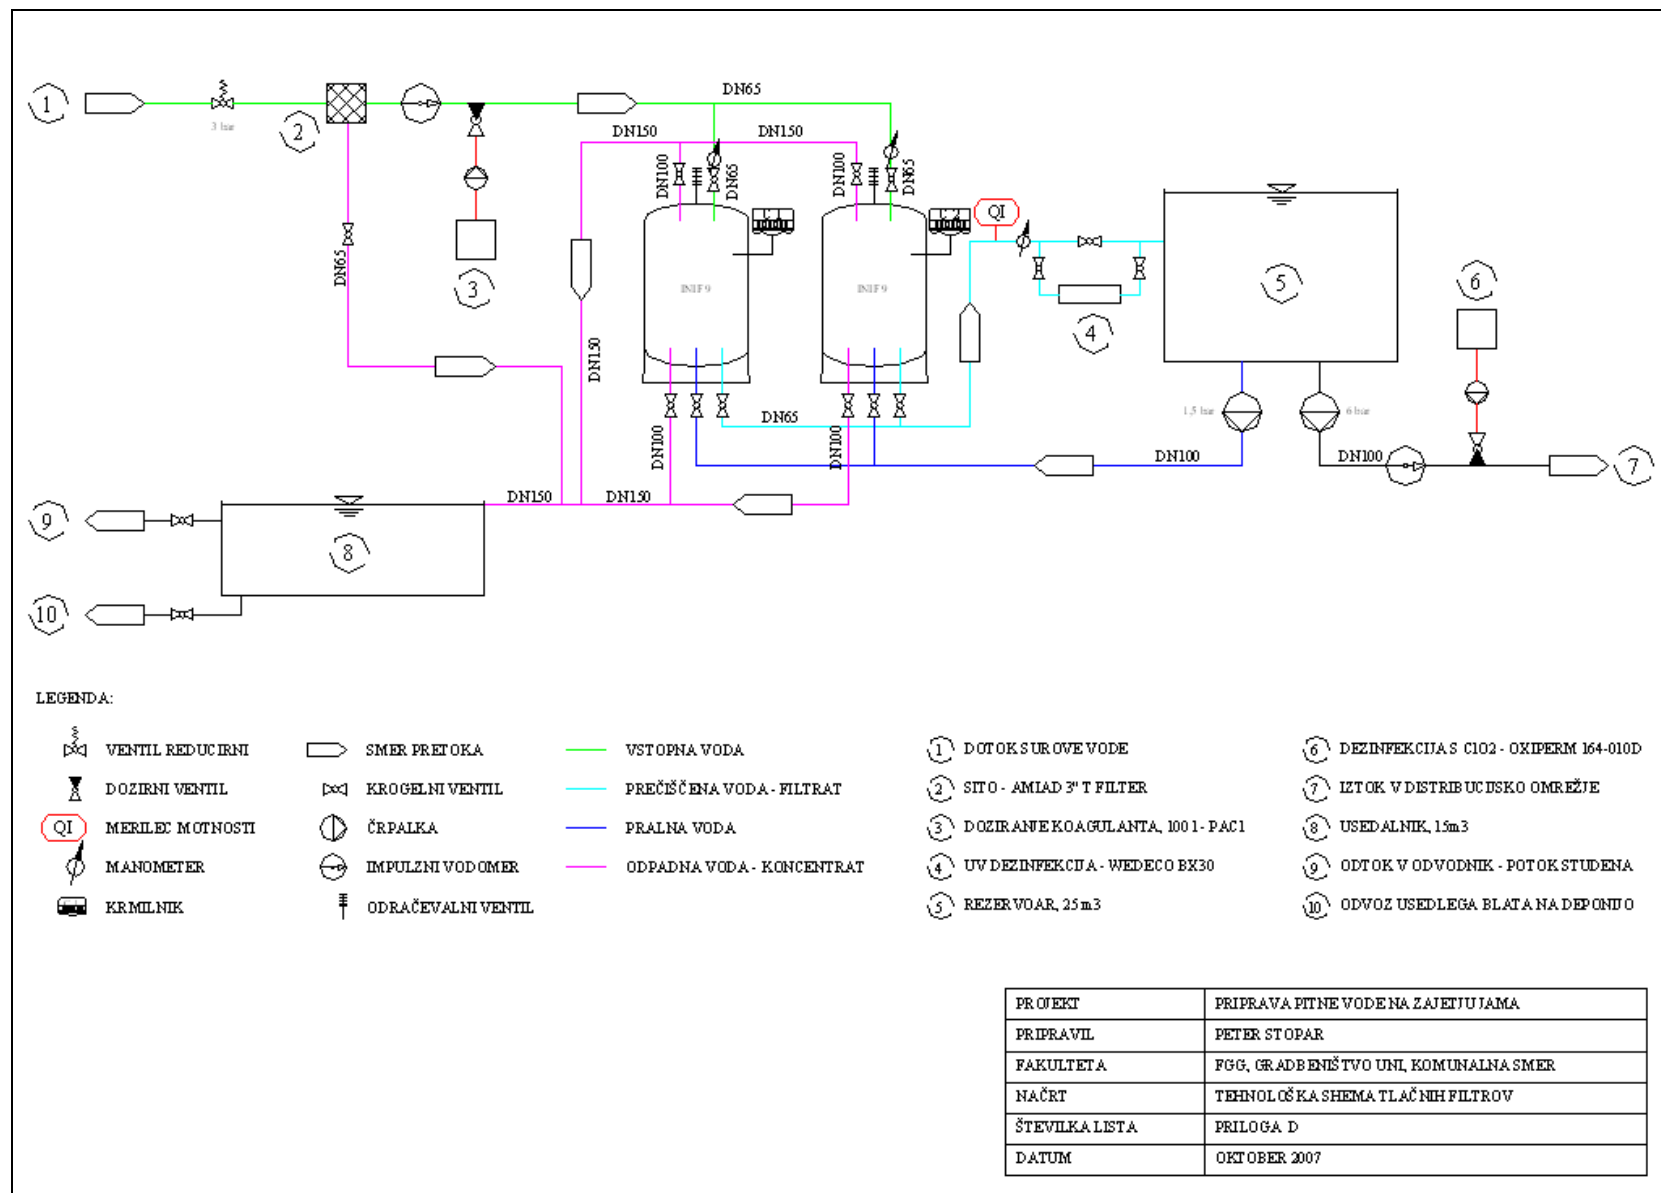 DN65
1
3 bar
2
DN150
DN150
DN100
DN65
DN100
DN65
QI
DN65
3
INIF 9
INIF 9
5
6
4
DN150
1,5 bar
6 bar
DN65
DN100
DN100
DN100
DN100
7
DN150
DN150
9
8
10
LEGENDA:
VENTIL REDUCIRNI
SMER PRETOKA
VSTOPNA VODA
1 DOTOK SUROVE VODE
6 DEZINFEKCIJA S ClO2 - OXIPERM 164-010D
DOZIRNI VENTIL
KROGELNI VENTIL
PREČIŠČENA VODA - FILTRAT
2 SITO - AMIAD 3" T FILTER
7 IZTOK V DISTRIBUCIJSKO OMREŽJE
QI MERILEC MOTNOSTI
ČRPALKA
PRALNA VODA
3 DOZIRANJE KOAGULANTA, 100 l - PACl
8 USEDALNIK, 15m3
MANOMETER
IMPULZNI VODOMER
ODPADNA VODA - KONCENTRAT
4 UV DEZINFEKCIJA - WEDECO BX30
9 ODTOK V ODVODNIK - POTOK STUDENA
KRMILNIK
ODRAČEVALNI VENTIL
5 REZERVOAR, 25m3
10 ODVOZ USEDLEGA BLATA NA DEPONIJO
PROJEKT PRIPRAVA PITNE VODE NA ZAJETJU JAMA
PRIPRAVIL PETER STOPAR
FAKULTETA FGG, GRADBENIŠTVO UNI, KOMUNALNA SMER
NAČRT TEHNOLOŠKA SHEMA TLAČNIH FILTROV
ŠTEVILKA LISTA PRILOGA D
DATUM OKTOBER 2007